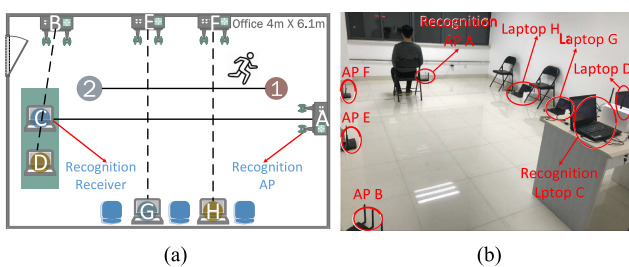 B
E
F
Office 4m X 6.1m
2
1
A
C
D
Recognition
Receiver
Recognition
AP
G
H
(a)
Recognition
AP A
Laptop H
Laptop G
Laptop D
AP F
AP E
AP B
Recognition
Lptop C
(b)